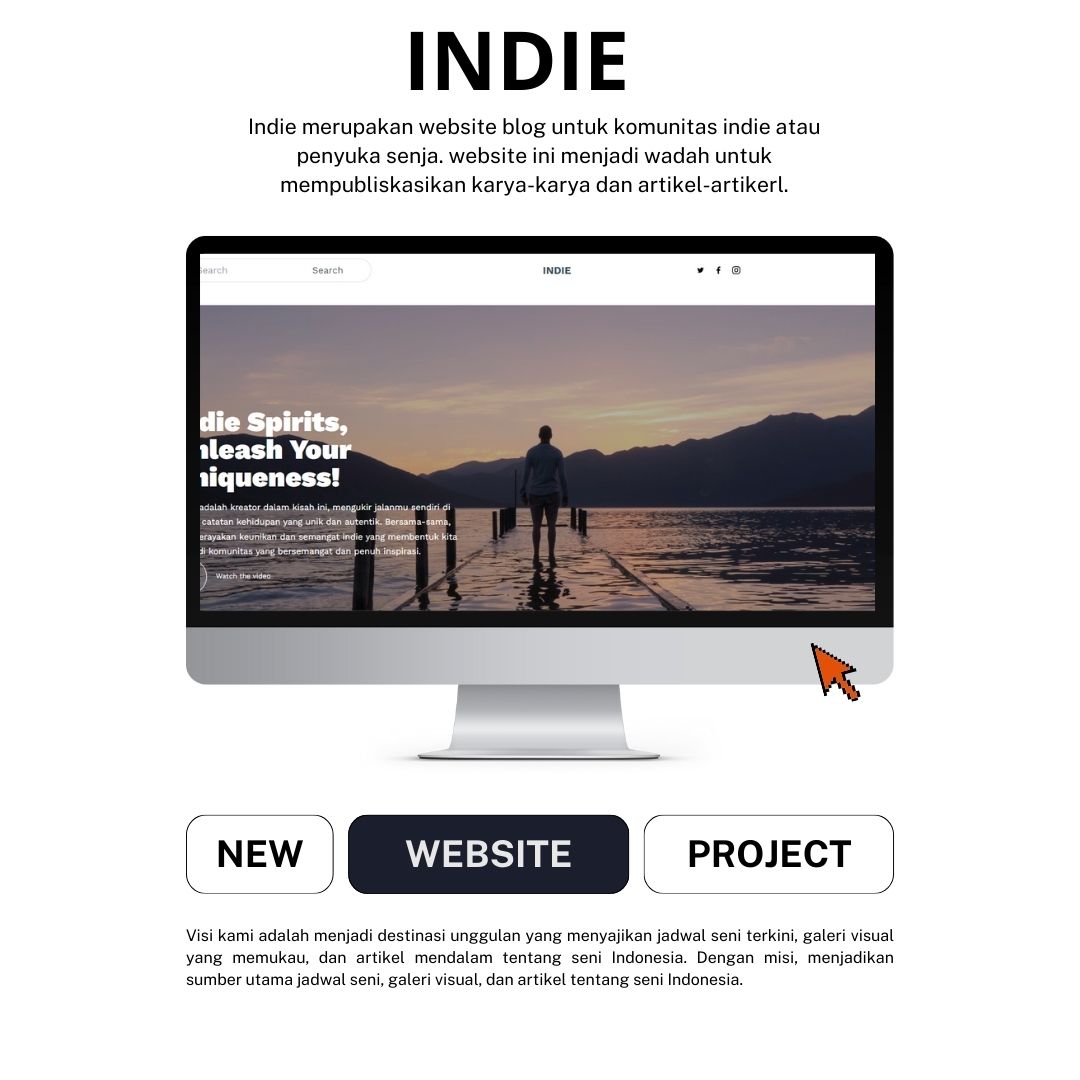 INDIE
Indie merupakan website blog untuk komunitas indie atau
penyuka senja. website ini menjadi wadah untuk
mempubliskasikan karya-karya dan artikel-artikerl.
Search Search INDIE
die Spirits,
nleash Your
niqueness!
adalah kreator dalam kisah ini, mengukir jalanmu sendiri di
catatan kehidupan yang unik dan autentik. Bersama-sama,
erayakan keunikan dan semangat indie yang membentuk kita
di komunitas yang bersemangat dan penuh inspirasi.
Watch the video
NEW WEBSITE PROJECT
Visi kami adalah menjadi destinasi unggulan yang menyajikan jadwal seni terkini, galeri visual
yang memukau, dan artikel mendalam tentang seni Indonesia. Dengan misi, menjadikan
sumber utama jadwal seni, galeri visual, dan artikel tentang seni Indonesia.